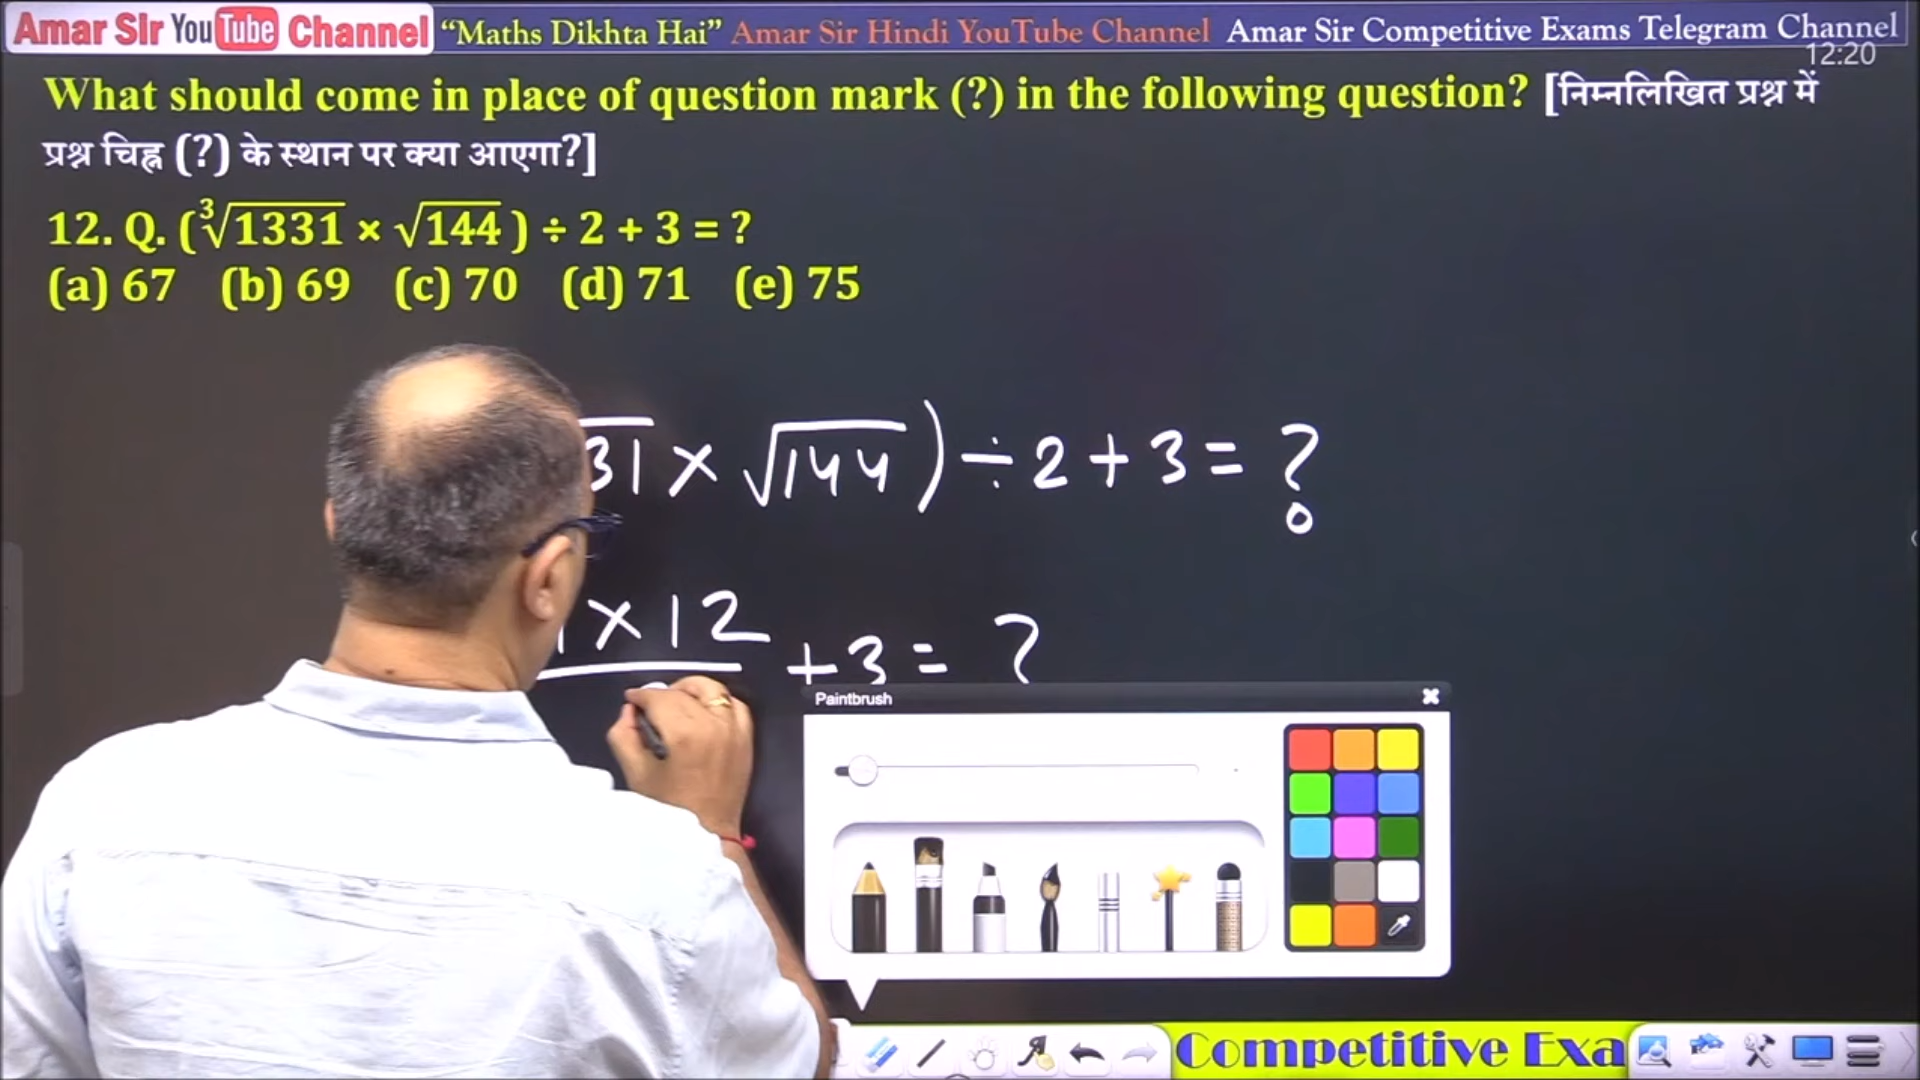 Amar Sir YouTube Channel "Maths Dikhta Hai" Amar Sir Hindi YouTube Channel Amar Sir Competitive Exams Telegram Channel
12:20
What should come in place of question mark (?) in the following question? [निम्नलिखित प्रश्न में
प्रश्न चिह्न (?) के स्थान पर क्या आएगा?]
12. Q. (∛1331 × √144) ÷ 2 + 3 = ?
(a) 67 (b) 69 (c) 70 (d) 71 (e) 75
31 × √144) ÷ 2 + 3 = ?
1 × 12 + 3 = ?
Paintbrush
Competitive Exa